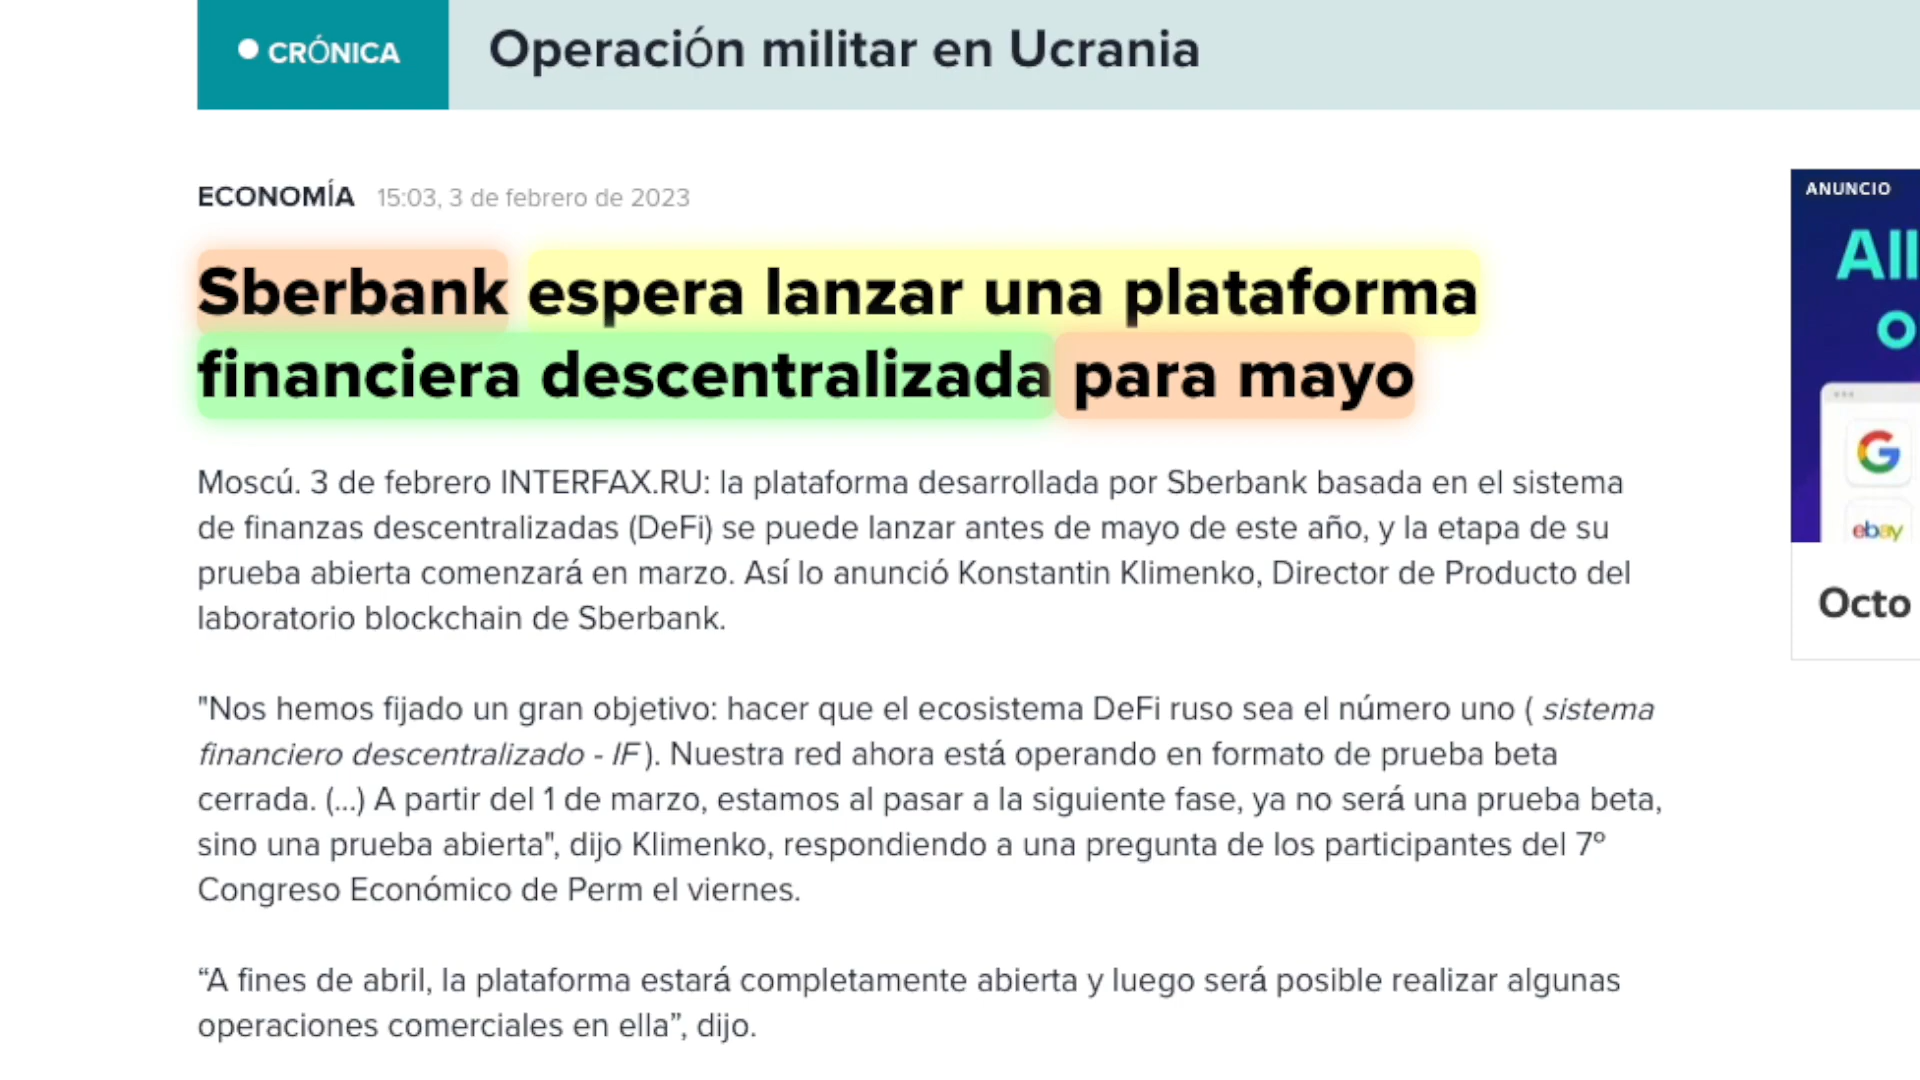 CRÓNICA
Operación militar en Ucrania
ECONOMÍA 15:03, 3 de febrero de 2023
Sberbank espera lanzar una plataforma
financiera descentralizada para mayo
Moscú. 3 de febrero INTERFAX.RU: la plataforma desarrollada por Sberbank basada en el sistema
de finanzas descentralizadas (DeFi) se puede lanzar antes de mayo de este año, y la etapa de su
prueba abierta comenzará en marzo. Así lo anunció Konstantin Klimenko, Director de Producto del
laboratorio blockchain de Sberbank.
"Nos hemos fijado un gran objetivo: hacer que el ecosistema DeFi ruso sea el número uno ( sistema
financiero descentralizado - IF ). Nuestra red ahora está operando en formato de prueba beta
cerrada. (...) A partir del 1 de marzo, estamos al pasar a la siguiente fase, ya no será una prueba beta,
sino una prueba abierta", dijo Klimenko, respondiendo a una pregunta de los participantes del 7º
Congreso Económico de Perm el viernes.
“A fines de abril, la plataforma estará completamente abierta y luego será posible realizar algunas
operaciones comerciales en ella”, dijo.
ANUNCIO
All
o
G
ebay
Octo